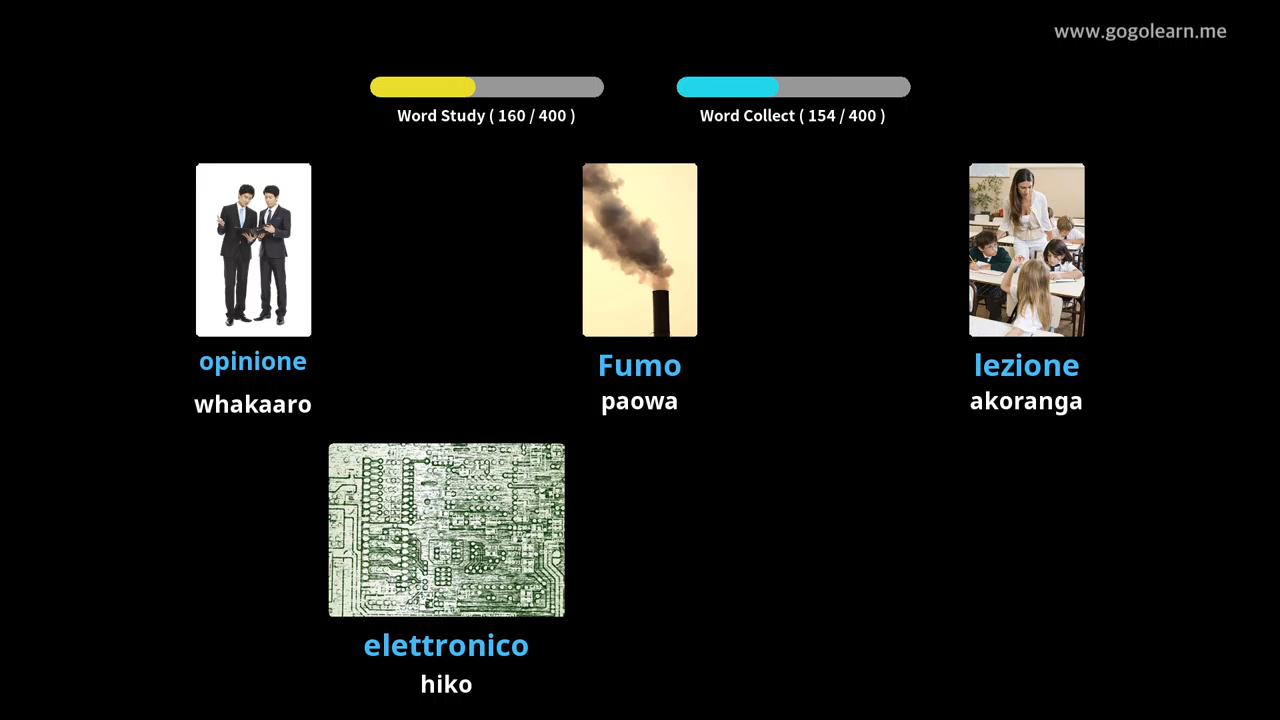 www.gogolearn.me
Word Study ( 160 / 400 )
Word Collect ( 154 / 400 )
opinione
whakaaro
Fumo
paowa
lezione
akoranga
elettronico
hiko